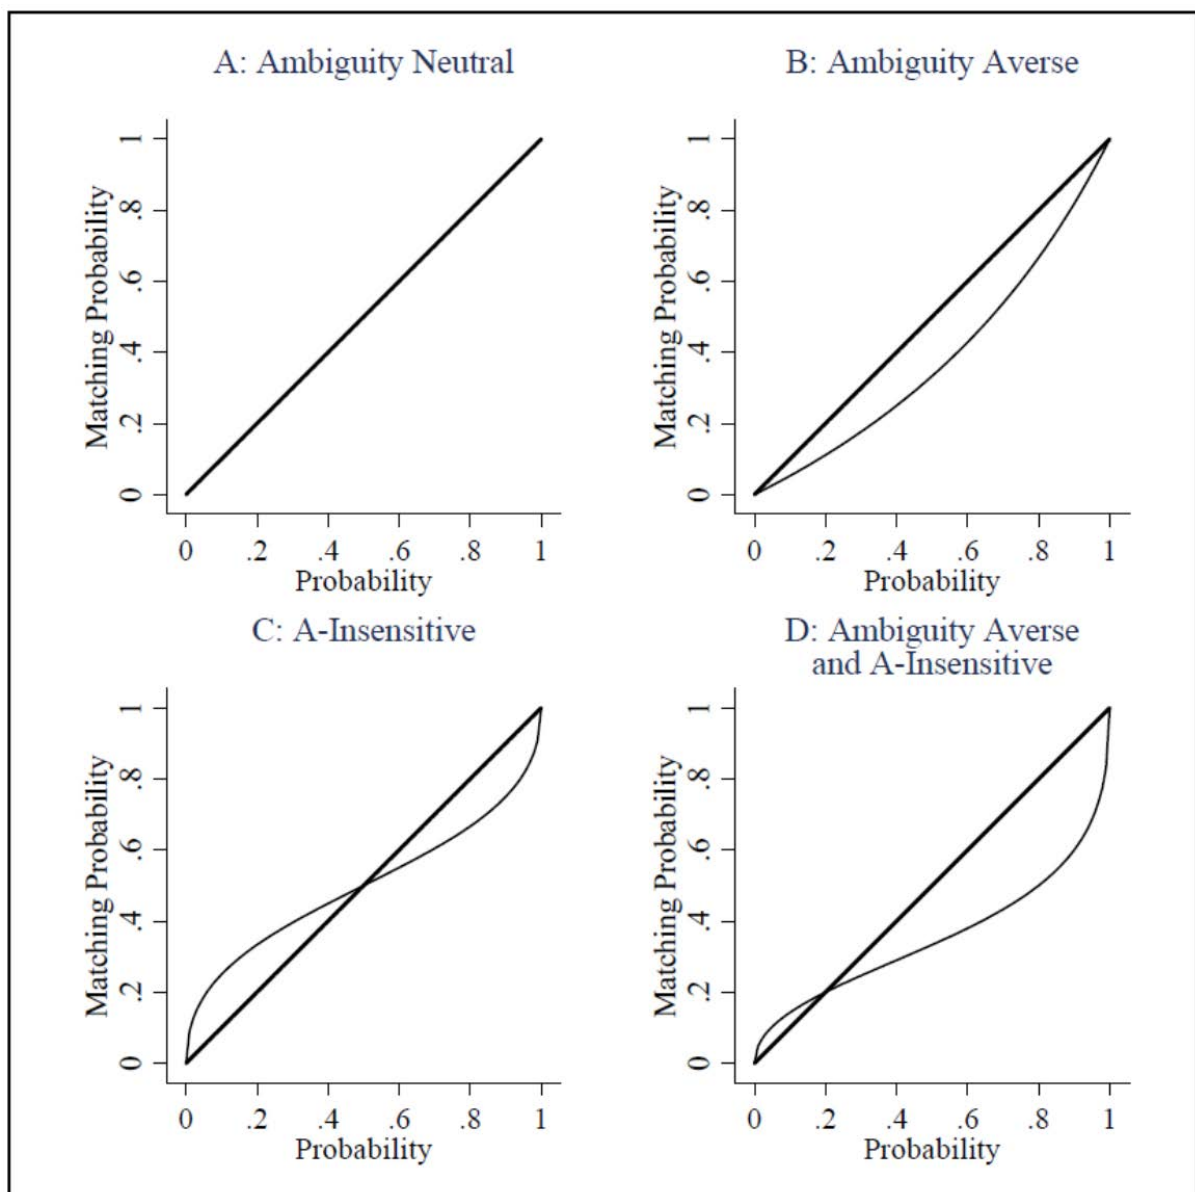 A: Ambiguity Neutral
Matching Probability
1
.8
.6
.4
.2
0
0 .2 .4 .6 .8 1
Probability
B: Ambiguity Averse
Matching Probability
1
.8
.6
.4
.2
0
0 .2 .4 .6 .8 1
Probability
C: A-Insensitive
Matching Probability
1
.8
.6
.4
.2
0
0 .2 .4 .6 .8 1
Probability
D: Ambiguity Averse
and A-Insensitive
Matching Probability
1
.8
.6
.4
.2
0
0 .2 .4 .6 .8 1
Probability